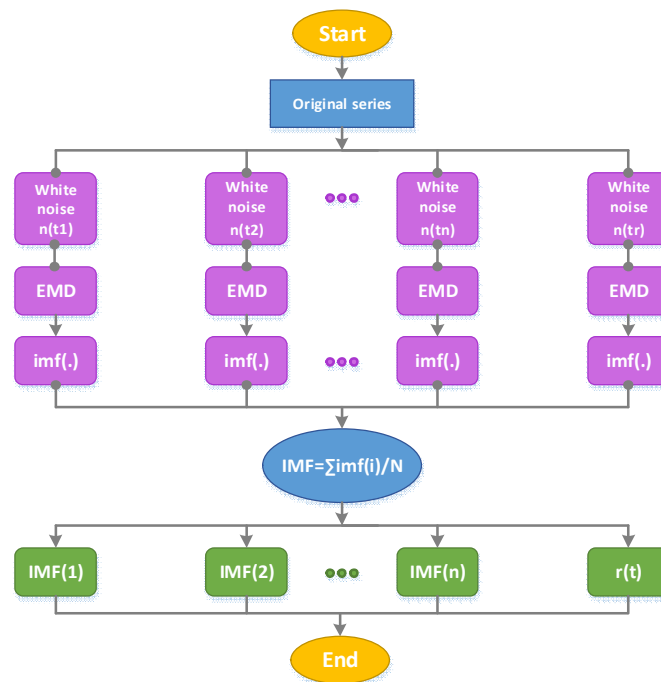 Start
Original series
White
noise
n(t1)
White
noise
n(t2)
White
noise
n(tn)
White
noise
n(tr)
EMD
EMD
EMD
EMD
imf(.)
imf(.)
imf(.)
imf(.)
IMF=∑imf(i)/N
IMF(1)
IMF(2)
IMF(n)
r(t)
End